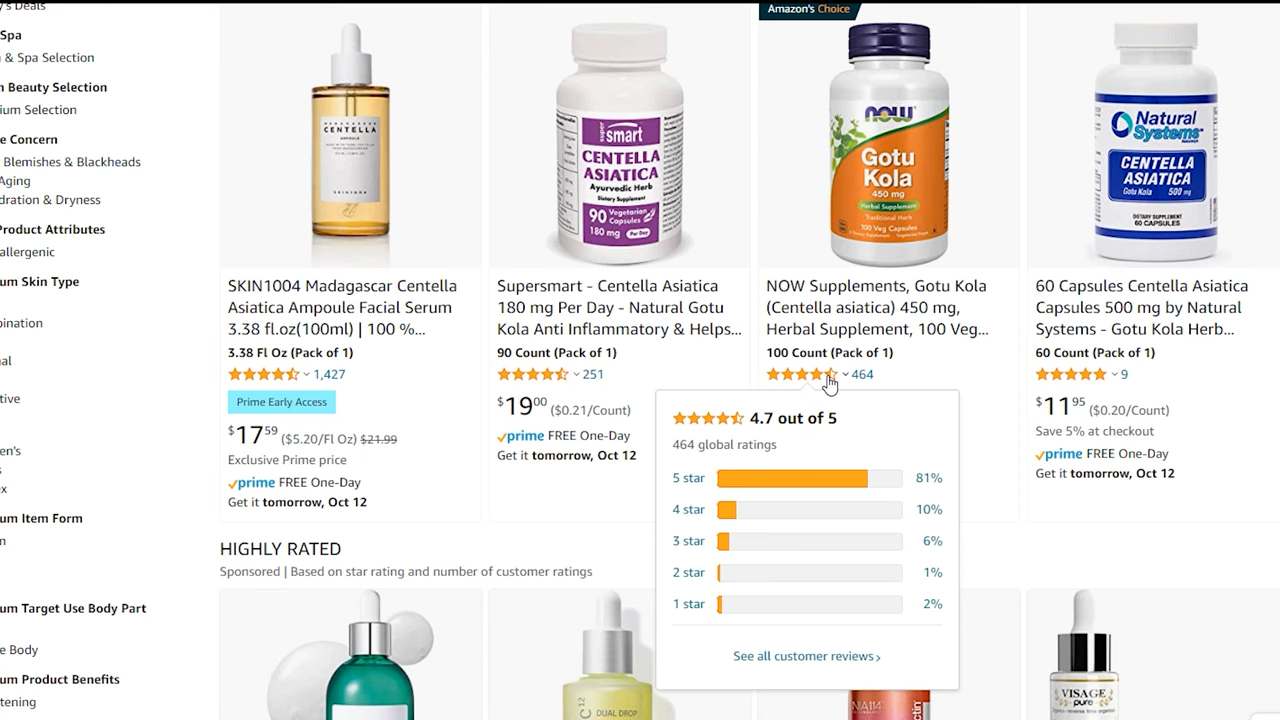 y's Deals
Spa
& Spa Selection
n Beauty Selection
ium Selection
e Concern
Blemishes & Blackheads
Aging
dration & Dryness
Product Attributes
allergenic
um Skin Type
bination
al
tive
en's
s
ex
um Item Form
n
um Target Use Body Part
e Body
um Product Benefits
tening
CENTELLA
AMPOULE
SKIN1004
SKIN1004 Madagascar Centella
Asiatica Ampoule Facial Serum
3.38 fl.oz(100ml) | 100 %...
3.38 Fl Oz (Pack of 1)
1,427
Prime Early Access
$17.59 ($5.20/Fl Oz) $21.99
Exclusive Prime price
prime FREE One-Day
Get it tomorrow, Oct 12
smart
CENTELLA
ASIATICA
Ayurvedic Herb
Dietary Supplement
90 Vegetarian
Capsules
180 mg Per Day
Supersmart - Centella Asiatica
180 mg Per Day - Natural Gotu
Kola Anti Inflammatory & Helps...
90 Count (Pack of 1)
251
$19.00 ($0.21/Count)
prime FREE One-Day
Get it tomorrow, Oct 12
Amazon's Choice
NOW
Gotu
Kola
450 mg
Herbal Supplement
Traditional Herb
100 Veg Capsules
NOW Supplements, Gotu Kola
(Centella asiatica) 450 mg,
Herbal Supplement, 100 Veg...
100 Count (Pack of 1)
464
4.7 out of 5
464 global ratings
5 star 81%
4 star 10%
3 star 6%
2 star 1%
1 star 2%
See all customer reviews
Natural
Systems
CENTELLA
ASIATICA
Gotu Kola 500 mg
DIETARY SUPPLEMENT
60 CAPSULES
60 Capsules Centella Asiatica
Capsules 500 mg by Natural
Systems - Gotu Kola Herb...
60 Count (Pack of 1)
9
$11.95 ($0.20/Count)
Save 5% at checkout
prime FREE One-Day
Get it tomorrow, Oct 12
HIGHLY RATED
Sponsored | Based on star rating and number of customer ratings
C12
DUAL DROP
NIA114
VISAGE
pure